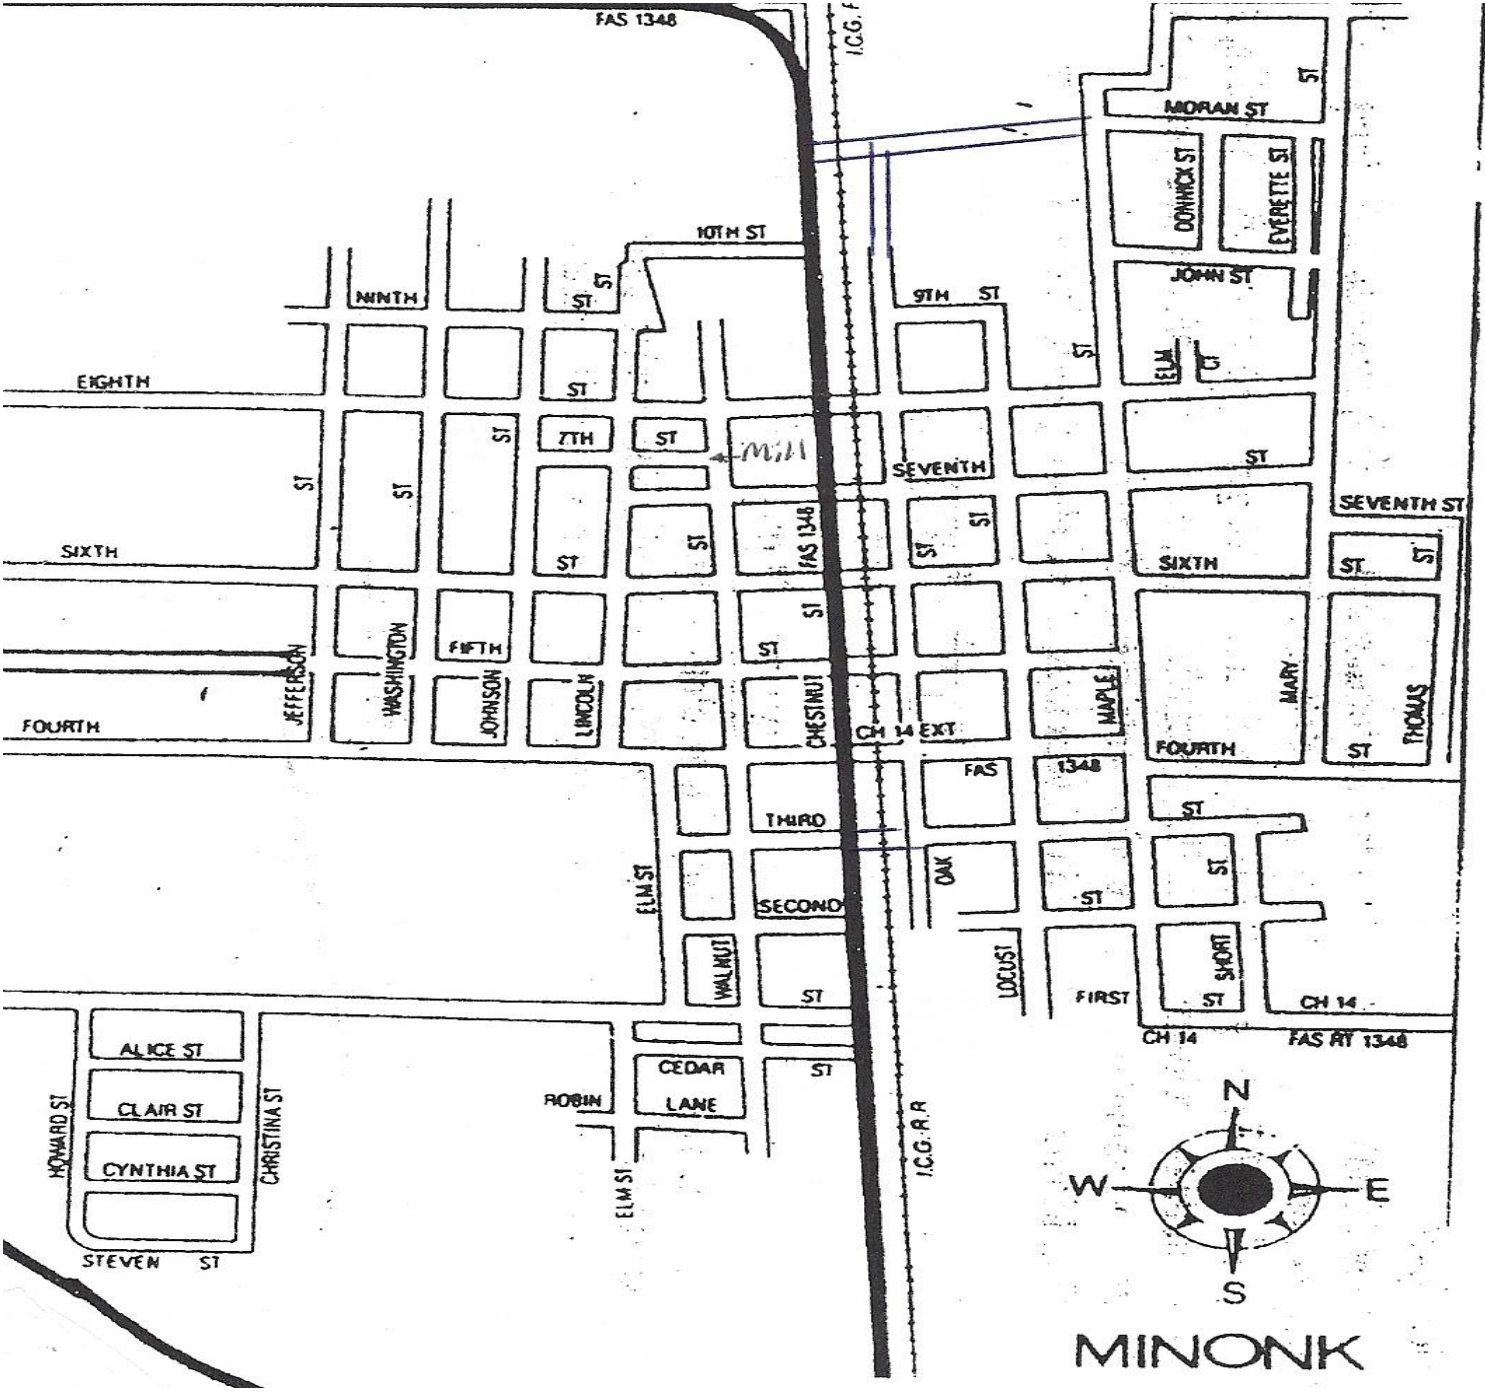 FAS 1348
I.C.G.
ST
MORAN ST
DONNICK ST
EVERETTE ST
10TH ST
JOHN ST
NINTH ST
ST
9TH ST
ST
ELM CT
EIGHTH ST
7TH ST
ST
ST
ST
SEVENTH ST
SEVENTH ST
FAS 1348
ST
ST
ST
SIXTH ST
SIXTH ST
ST
ST
FIFTH ST
JEFFERSON
WASHINGTON
JOHNSON
LINCOLN
CHESTNUT
MAPLE
MARY
THOMAS
FOURTH
CH 14 EXT
FOURTH ST
FAS 1348
THIRD ST
ELM ST
OAK
ST
SECOND ST
WALNUT
LOCUST
SHORT
ST
FIRST ST
CH 14
CH 14
FAS RT 1348
ALICE ST
CEDAR ST
CLAIR ST
ROBIN LANE
HOWARD ST
CHRISTINA ST
CYNTHIA ST
ELM ST
I.C.G. R.R
STEVEN ST
N
W E
S
MINONK